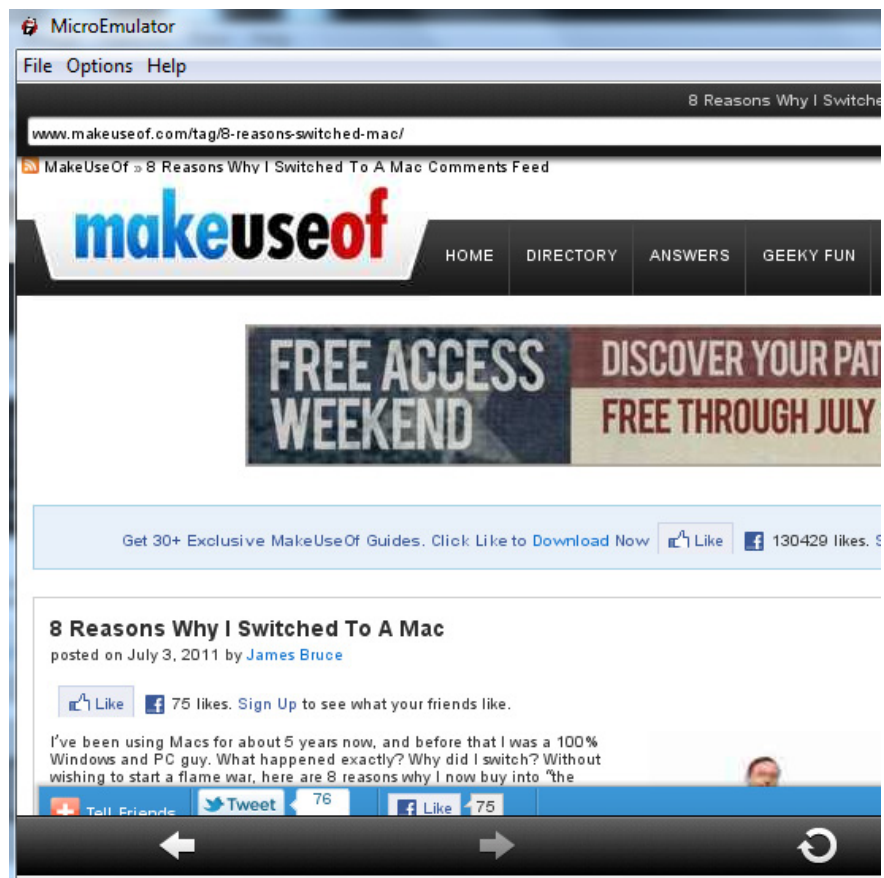 MicroEmulator
File Options Help
8 Reasons Why I Switche
www.makeuseof.com/tag/8-reasons-switched-mac/
MakeUseOf » 8 Reasons Why I Switched To A Mac Comments Feed
makeuseof
HOME DIRECTORY ANSWERS GEEKY FUN
FREE ACCESS WEEKEND
DISCOVER YOUR PAT
FREE THROUGH JULY
Get 30+ Exclusive MakeUseOf Guides. Click Like to Download Now Like 130429 likes. S
8 Reasons Why I Switched To A Mac
posted on July 3, 2011 by James Bruce
Like 75 likes. Sign Up to see what your friends like.
I've been using Macs for about 5 years now, and before that I was a 100%
Windows and PC guy. What happened exactly? Why did I switch? Without
wishing to start a flame war, here are 8 reasons why I now buy into "the
Tell Friends Tweet 76 Like 75